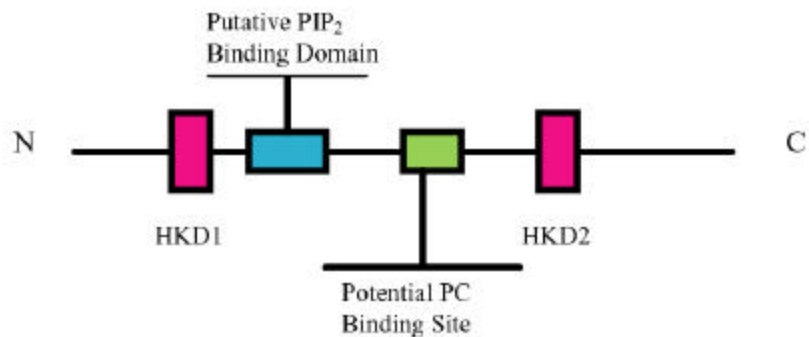 Putative PIP₂
Binding Domain
N
C
HKD1
HKD2
Potential PC
Binding Site